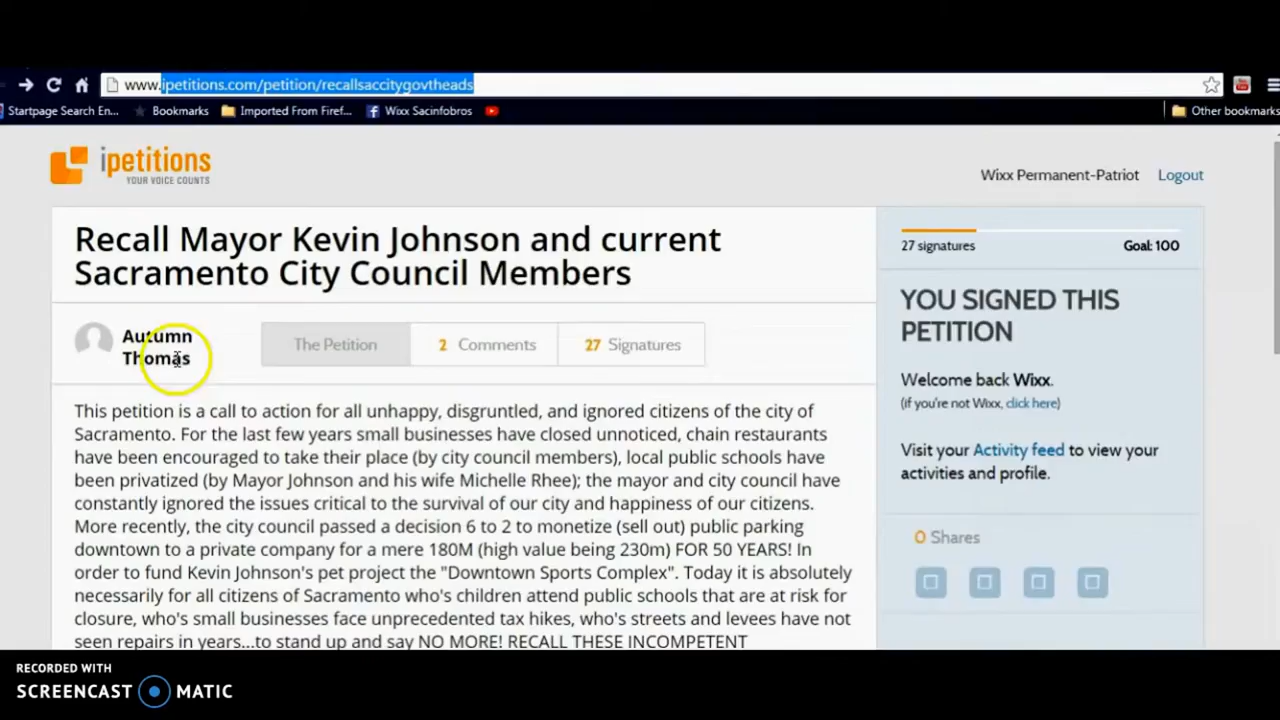 www.ipetitions.com/petition/recallsaccitygovtheads
Startpage Search En... Bookmarks Imported From Firef... Wixx Sacinfobros Other bookmarks
ipetitions
YOUR VOICE COUNTS
Wixx Permanent-Patriot Logout
Recall Mayor Kevin Johnson and current
Sacramento City Council Members
27 signatures Goal: 100
Autumn
Thomas
The Petition 2 Comments 27 Signatures
YOU SIGNED THIS
PETITION
Welcome back Wixx.
(if you're not Wixx, click here)
Visit your Activity feed to view your
activities and profile.
0 Shares
This petition is a call to action for all unhappy, disgruntled, and ignored citizens of the city of
Sacramento. For the last few years small businesses have closed unnoticed, chain restaurants
have been encouraged to take their place (by city council members), local public schools have
been privatized (by Mayor Johnson and his wife Michelle Rhee); the mayor and city council have
constantly ignored the issues critical to the survival of our city and happiness of our citizens.
More recently, the city council passed a decision 6 to 2 to monetize (sell out) public parking
downtown to a private company for a mere 180M (high value being 230m) FOR 50 YEARS! In
order to fund Kevin Johnson's pet project the "Downtown Sports Complex". Today it is absolutely
necessarily for all citizens of Sacramento who's children attend public schools that are at risk for
closure, who's small businesses face unprecedented tax hikes, who's streets and levees have not
seen repairs in years...to stand up and say NO MORE! RECALL THESE INCOMPETENT
RECORDED WITH
SCREENCAST MATIC